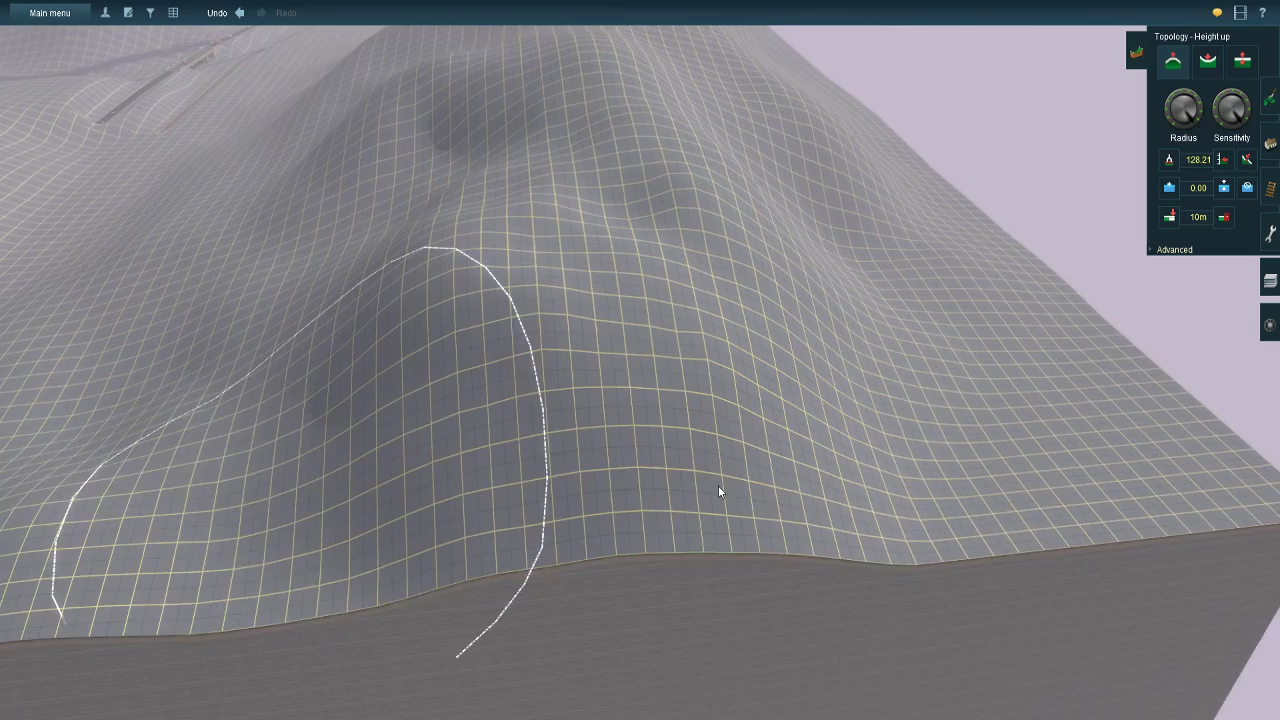 Main menu
Undo
Redo
?
Topology - Height up
Radius
Sensitivity
128.21
0.00
10m
Advanced